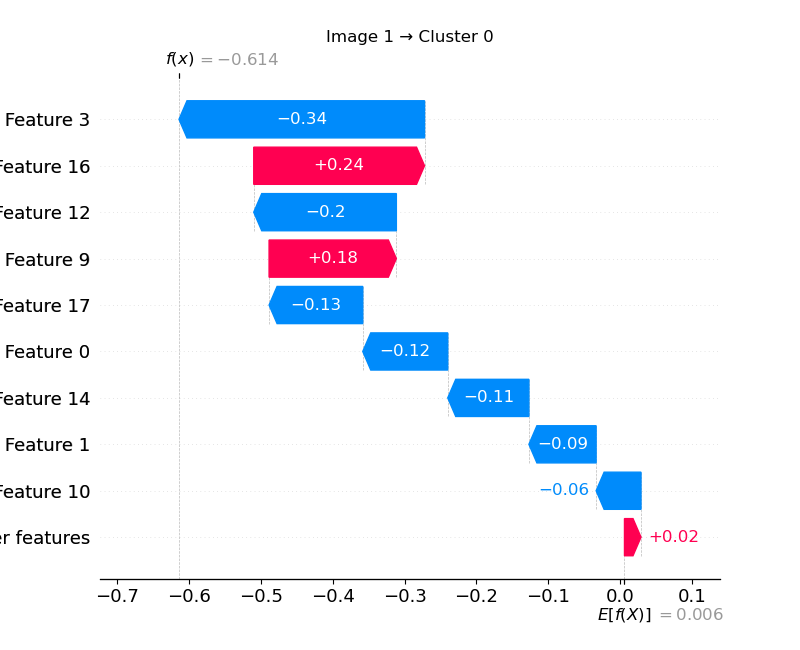 Image 1 → Cluster 0
f(x) = −0.614
Feature 3 −0.34
Feature 16 +0.24
Feature 12 −0.2
Feature 9 +0.18
Feature 17 −0.13
Feature 0 −0.12
Feature 14 −0.11
Feature 1 −0.09
Feature 10 −0.06
features +0.02
−0.7 −0.6 −0.5 −0.4 −0.3 −0.2 −0.1 0.0 0.1
E[f(X)] = 0.006